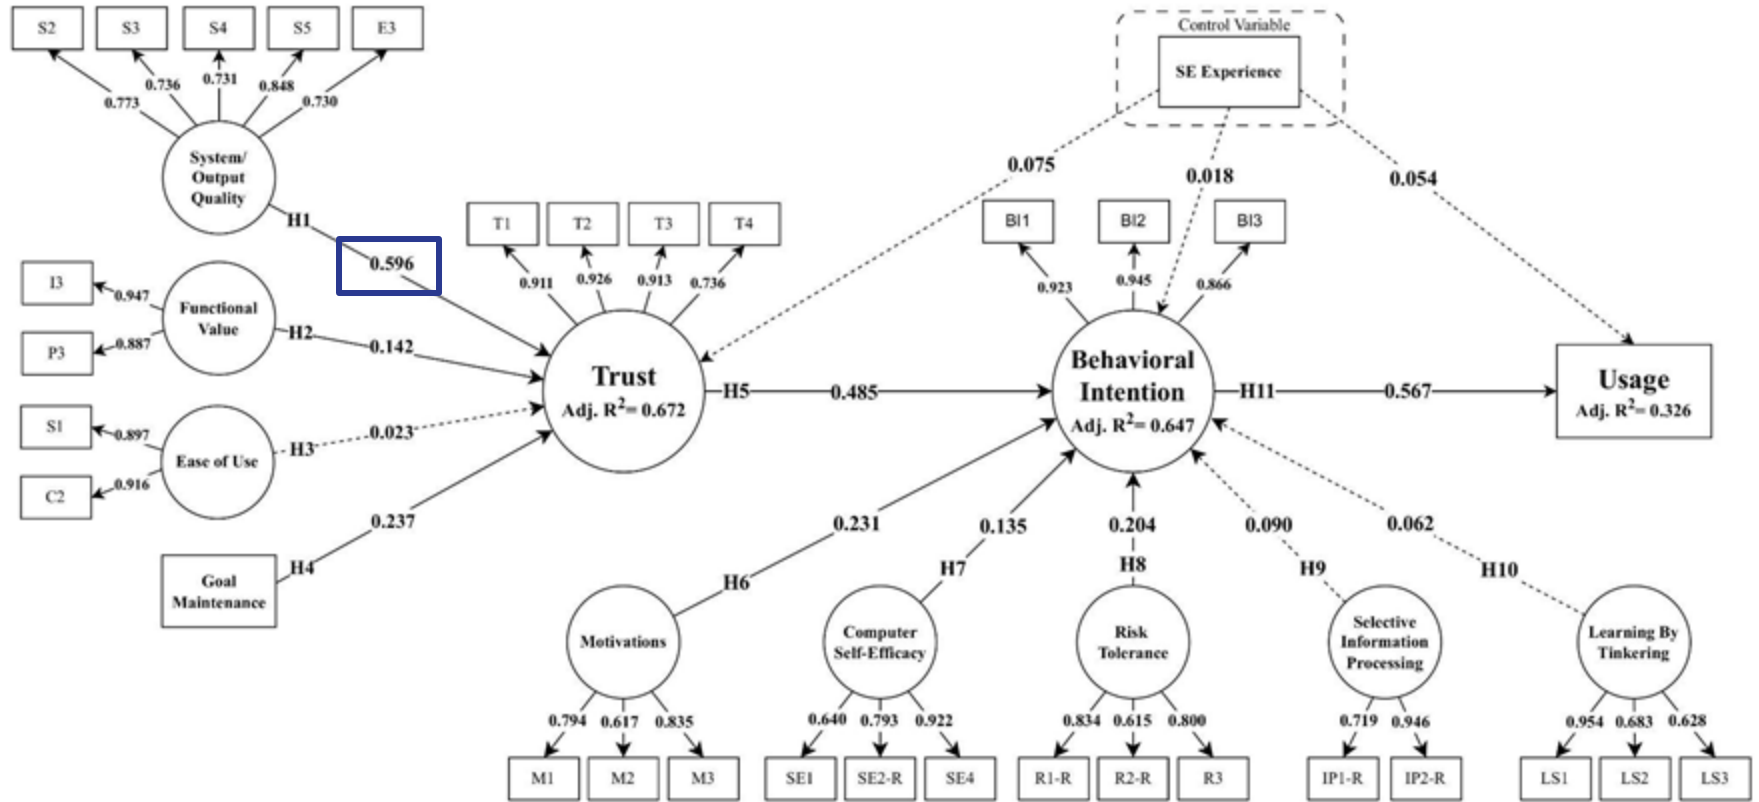 S2
S3
S4
S5
E3
0.773
0.736
0.731
0.848
0.730
System/
Output
Quality
H1
0.596
I3
P3
0.947
0.887
Functional
Value
H2
0.142
S1
C2
0.897
0.916
Ease of Use
H3
0.023
Goal
Maintenance
H4
0.237
T1
T2
T3
T4
0.911
0.926
0.913
0.736
Trust
Adj. R²= 0.672
H5
0.485
Control Variable
SE Experience
0.075
0.018
0.054
BI1
BI2
BI3
0.923
0.945
0.866
Behavioral
Intention
Adj. R²= 0.647
H11
0.567
Usage
Adj. R²= 0.326
0.231
H6
0.135
H7
0.204
H8
0.090
H9
0.062
H10
Motivations
0.794
0.617
0.835
M1
M2
M3
Computer
Self-Efficacy
0.640
0.793
0.922
SE1
SE2-R
SE4
Risk
Tolerance
0.834
0.615
0.800
R1-R
R2-R
R3
Selective
Information
Processing
0.719
0.946
IP1-R
IP2-R
Learning By
Tinkering
0.954
0.683
0.628
LS1
LS2
LS3